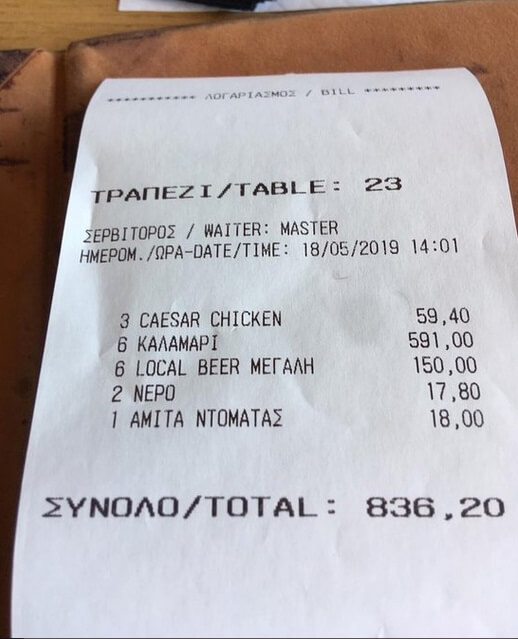 *********** ΛΟΓΑΡΙΑΣΜΟΣ / BILL *********
ΤΡΑΠΕΖΙ/TABLE: 23
ΣΕΡΒΙΤΟΡΟΣ / WAITER: MASTER
ΗΜΕΡΟΜ./ΩΡΑ-DATE/TIME: 18/05/2019 14:01
3 CAESAR CHICKEN 59,40
6 ΚΑΛΑΜΑΡΙ 591,00
6 LOCAL BEER ΜΕΓΑΛΗ 150,00
2 ΝΕΡΟ 17,80
1 ΑΜΙΤΑ ΝΤΟΜΑΤΑΣ 18,00
ΣΥΝΟΛΟ/TOTAL: 836,20